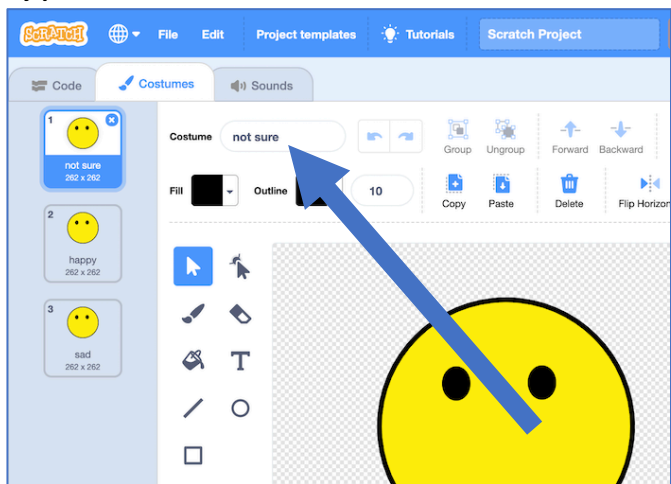 SCRATCH File Edit Project templates Tutorials Scratch Project
Code Costumes Sounds
1
not sure
262 x 262
2
happy
262 x 262
3
sad
262 x 262
Costume not sure Group Ungroup Forward Backward
Fill Outline 10 Copy Paste Delete Flip Horizon
T